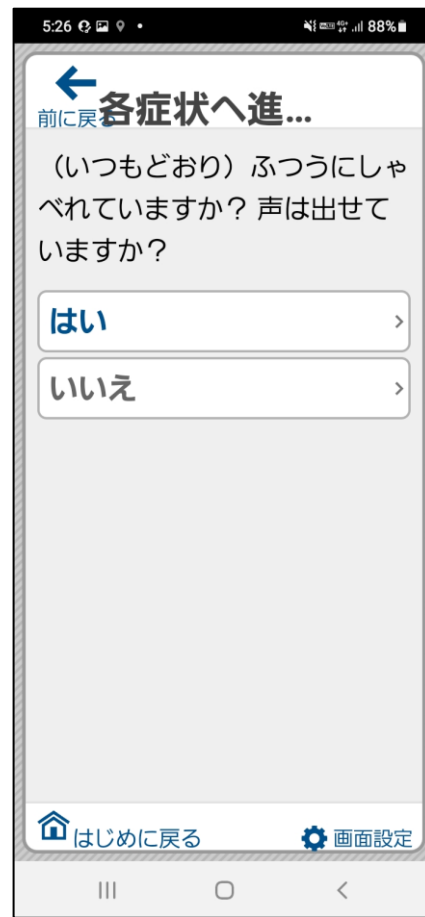 5:26
88%
前に戻る
各症状へ進...
（いつもどおり）ふつうにしゃ
べれていますか？ 声は出せて
いますか？
はい
いいえ
はじめに戻る
画面設定